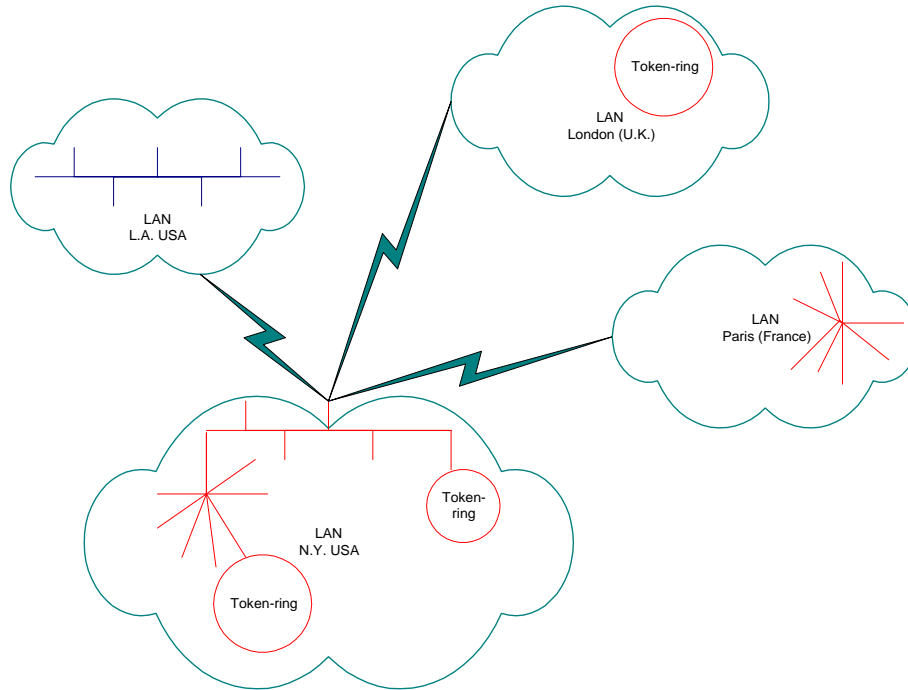 Token-ring
LAN
London (U.K.)
LAN
L.A. USA
LAN
Paris (France)
Token-
ring
LAN
N.Y. USA
Token-ring